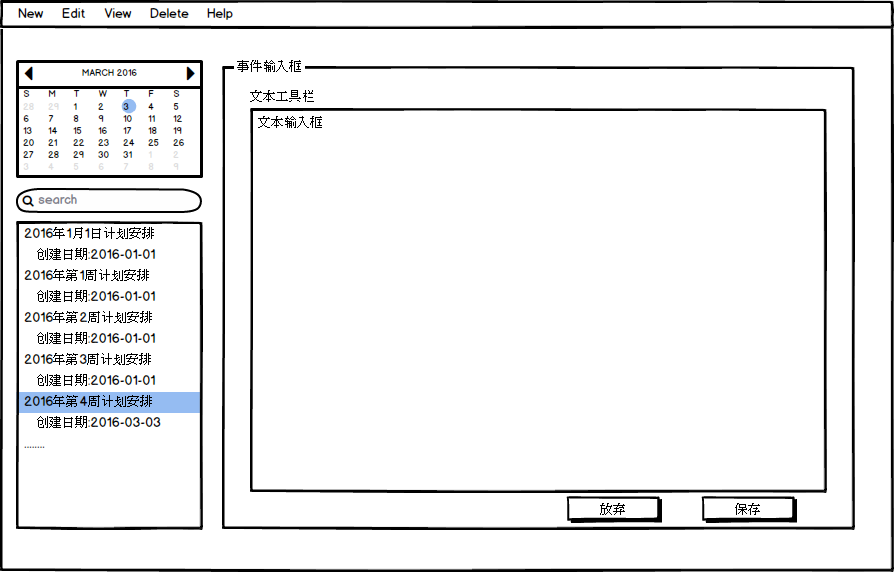 New Edit View Delete Help
MARCH 2016
S M T W T F S
28 29 1 2 3 4 5
6 7 8 9 10 11 12
13 14 15 16 17 18 19
20 21 22 23 24 25 26
27 28 29 30 31 1 2
3 4 5 6 7 8 9
search
2016年1月1日计划安排
创建日期:2016-01-01
2016年第1周计划安排
创建日期:2016-01-01
2016年第2周计划安排
创建日期:2016-01-01
2016年第3周计划安排
创建日期:2016-01-01
2016年第4周计划安排
创建日期:2016-03-03
........
事件输入框
文本工具栏
文本输入框
放弃 保存